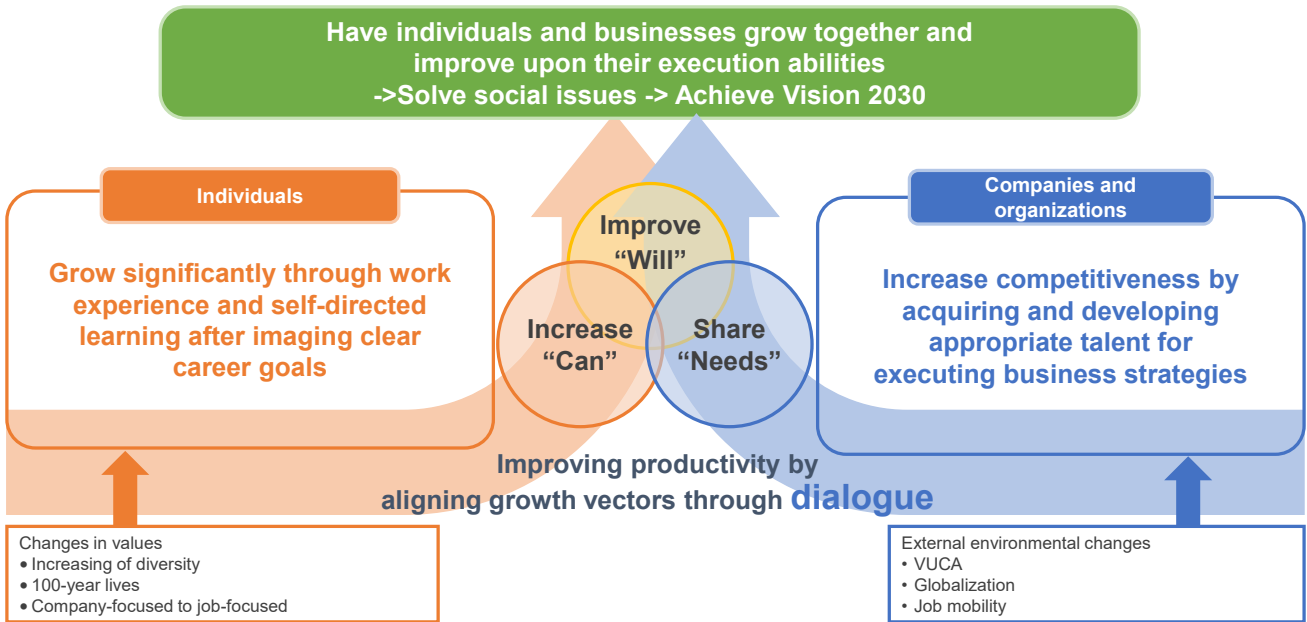 Have individuals and businesses grow together and
improve upon their execution abilities
->Solve social issues -> Achieve Vision 2030
Individuals
Grow significantly through work
experience and self-directed
learning after imaging clear
career goals
Improve
“Will”
Increase
“Can”
Share
“Needs”
Companies and
organizations
Increase competitiveness by
acquiring and developing
appropriate talent for
executing business strategies
Improving productivity by
aligning growth vectors through dialogue
Changes in values
• Increasing of diversity
• 100-year lives
• Company-focused to job-focused
External environmental changes
• VUCA
• Globalization
• Job mobility